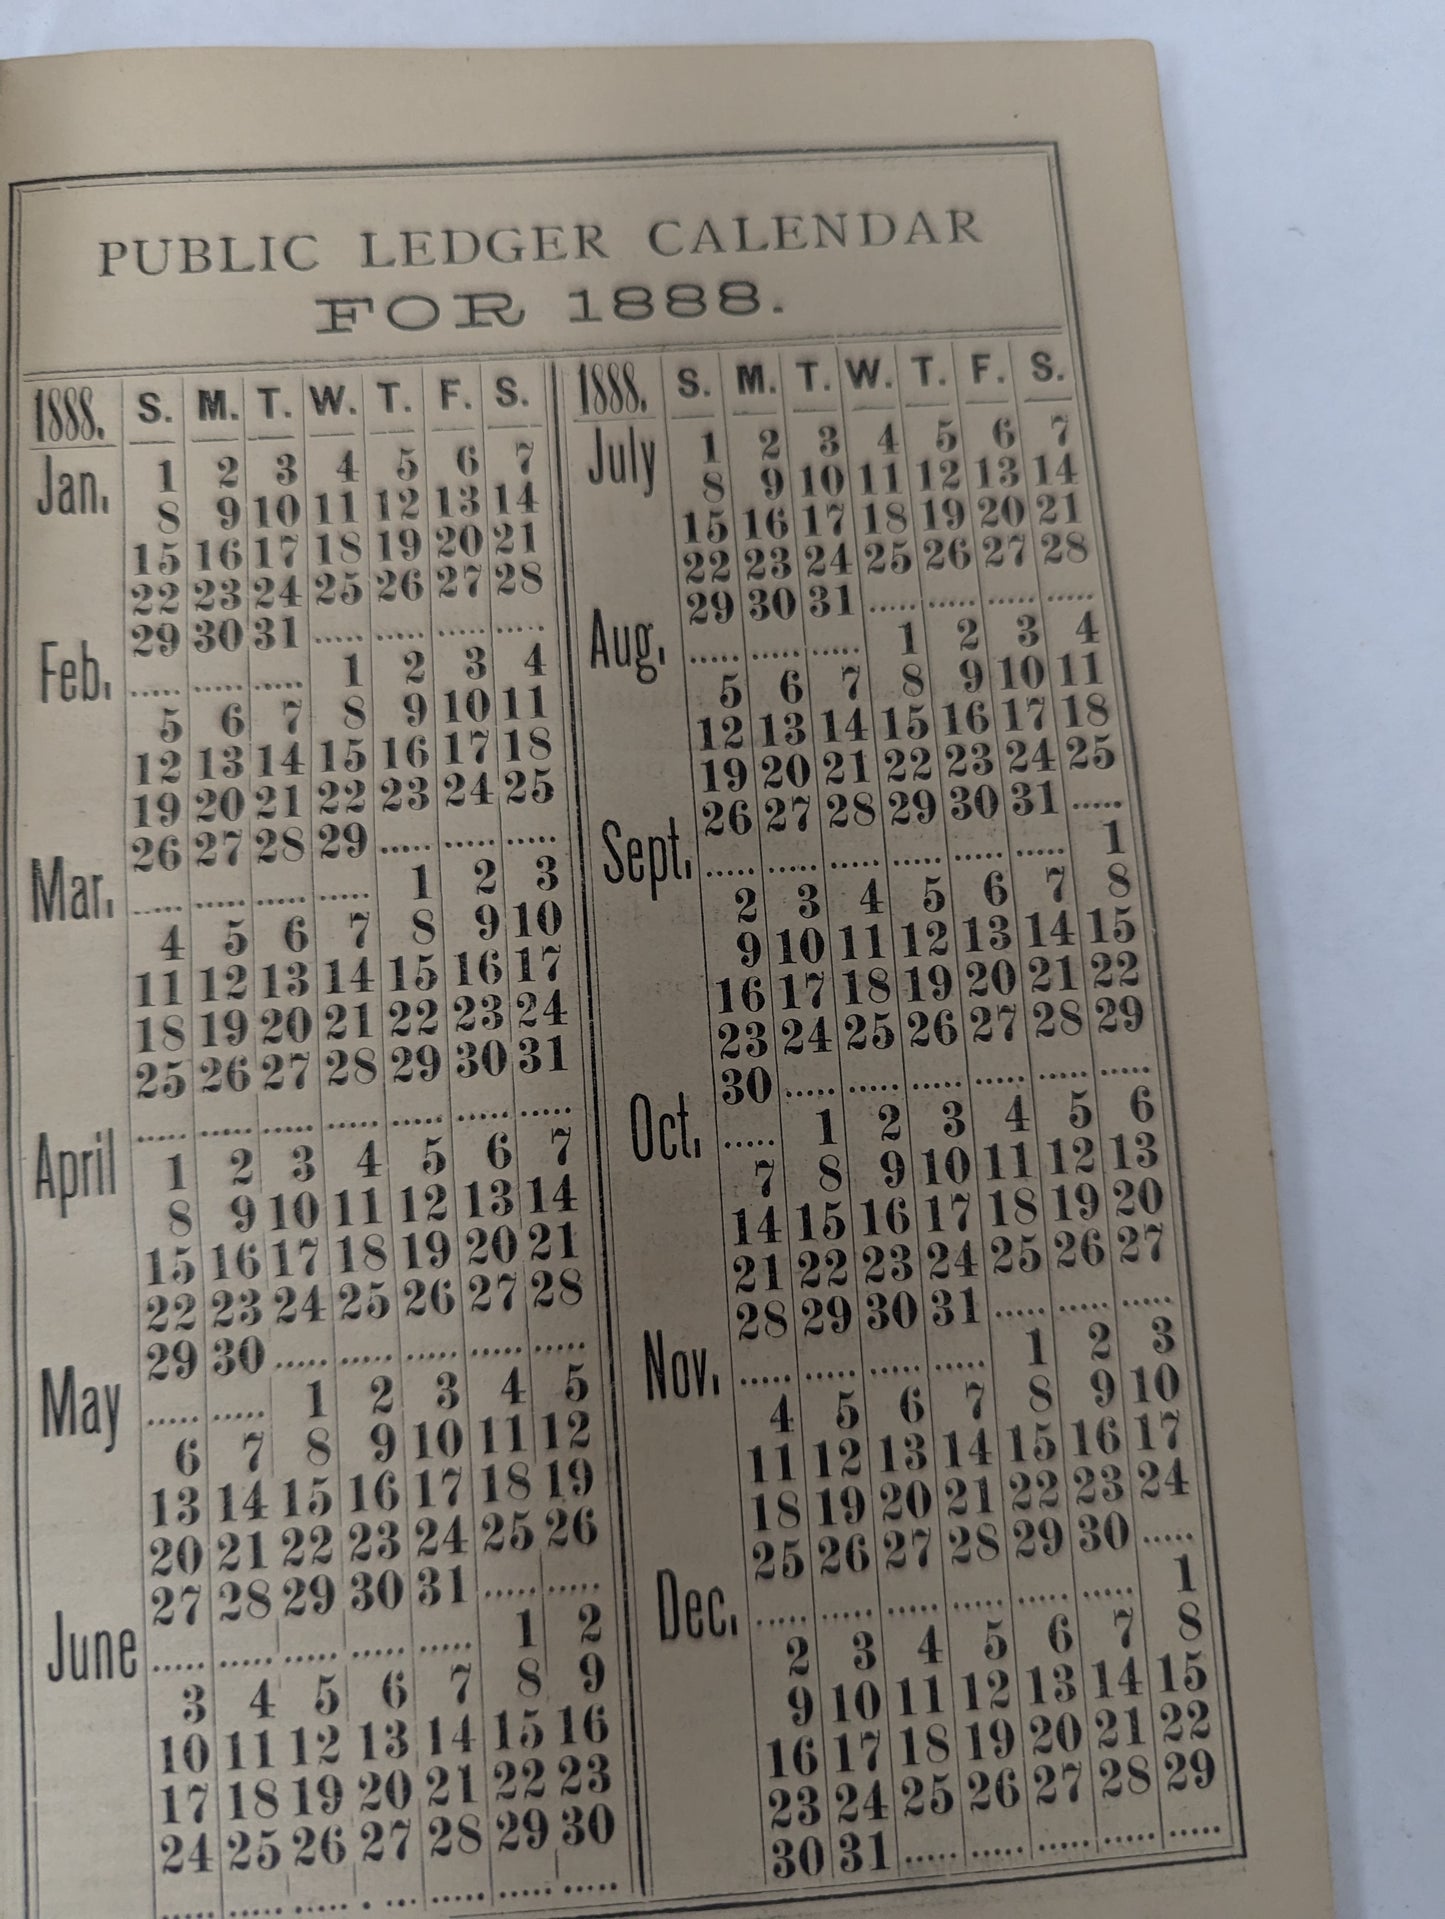 PUBLIC LEDGER CALENDAR
FOR 1888.
1888. S. M. T. W. T. F. S.
Jan. 1 2 3 4 5 6 7
8 9 10 11 12 13 14
15 16 17 18 19 20 21
22 23 24 25 26 27 28
29 30 31 ..... ..... ..... .....
Feb. ..... ..... ..... 1 2 3 4
5 6 7 8 9 10 11
12 13 14 15 16 17 18
19 20 21 22 23 24 25
26 27 28 29 ..... ..... .....
Mar. ..... ..... ..... ..... 1 2 3
4 5 6 7 8 9 10
11 12 13 14 15 16 17
18 19 20 21 22 23 24
25 26 27 28 29 30 31
..... ..... ..... ..... ..... ..... .....
April 1 2 3 4 5 6 7
8 9 10 11 12 13 14
15 16 17 18 19 20 21
22 23 24 25 26 27 28
29 30 ..... ..... ..... ..... .....
May ..... ..... 1 2 3 4 5
6 7 8 9 10 11 12
13 14 15 16 17 18 19
20 21 22 23 24 25 26
27 28 29 30 31 ..... .....
June ..... ..... ..... ..... ..... 1 2
3 4 5 6 7 8 9
10 11 12 13 14 15 16
17 18 19 20 21 22 23
24 25 26 27 28 29 30
..... ..... ..... . ... ..... ..... .....
1888. S. M. T. W. T. F. S.
July 1 2 3 4 5 6 7
8 9 10 11 12 13 14
15 16 17 18 19 20 21
22 23 24 25 26 27 28
29 30 31 ..... ..... ..... .....
Aug. ..... ..... ..... 1 2 3 4
5 6 7 8 9 10 11
12 13 14 15 16 17 18
19 20 21 22 23 24 25
26 27 28 29 30 31 .....
Sept. ..... ..... ..... ..... ..... ..... 1
2 3 4 5 6 7 8
9 10 11 12 13 14 15
16 17 18 19 20 21 22
23 24 25 26 27 28 29
30 ..... ..... ..... ..... ..... .....
Oct. ..... 1 2 3 4 5 6
7 8 9 10 11 12 13
14 15 16 17 18 19 20
21 22 23 24 25 26 27
28 29 30 31 ..... ..... .....
Nov. ..... ..... ..... ..... 1 2 3
4 5 6 7 8 9 10
11 12 13 14 15 16 17
18 19 20 21 22 23 24
25 26 27 28 29 30 .....
Dec. ..... ..... ..... ..... ..... ..... 1
2 3 4 5 6 7 8
9 10 11 12 13 14 15
16 17 18 19 20 21 22
23 24 25 26 27 28 29
30 31 ..... ..... ..... ..... .....